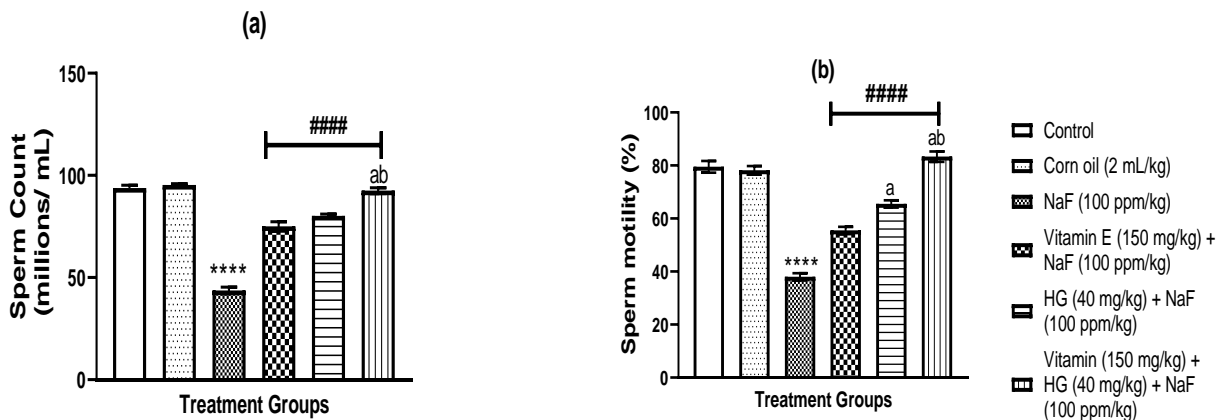 (a)
Sperm Count
(millions/ mL)
150
100
50
0
####
ab
****
Treatment Groups
(b)
Sperm motility (%)
100
80
60
40
20
0
####
ab
a
****
Treatment Groups
Control
Corn oil (2 mL/kg)
NaF (100 ppm/kg)
Vitamin E (150 mg/kg) +
NaF (100 ppm/kg)
HG (40 mg/kg) + NaF
(100 ppm/kg)
Vitamin (150 mg/kg) +
HG (40 mg/kg) + NaF
(100 ppm/kg)